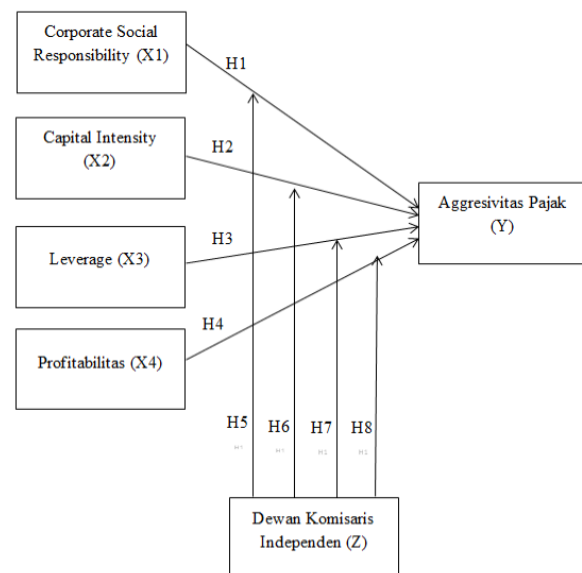 Corporate Social
Responsibility (X1)
H1
Capital Intensity
(X2)
H2
Aggresivitas Pajak
(Y)
Leverage (X3)
H3
H4
Profitabilitas (X4)
H5
H6
H7
H8
Dewan Komisaris
Independen (Z)